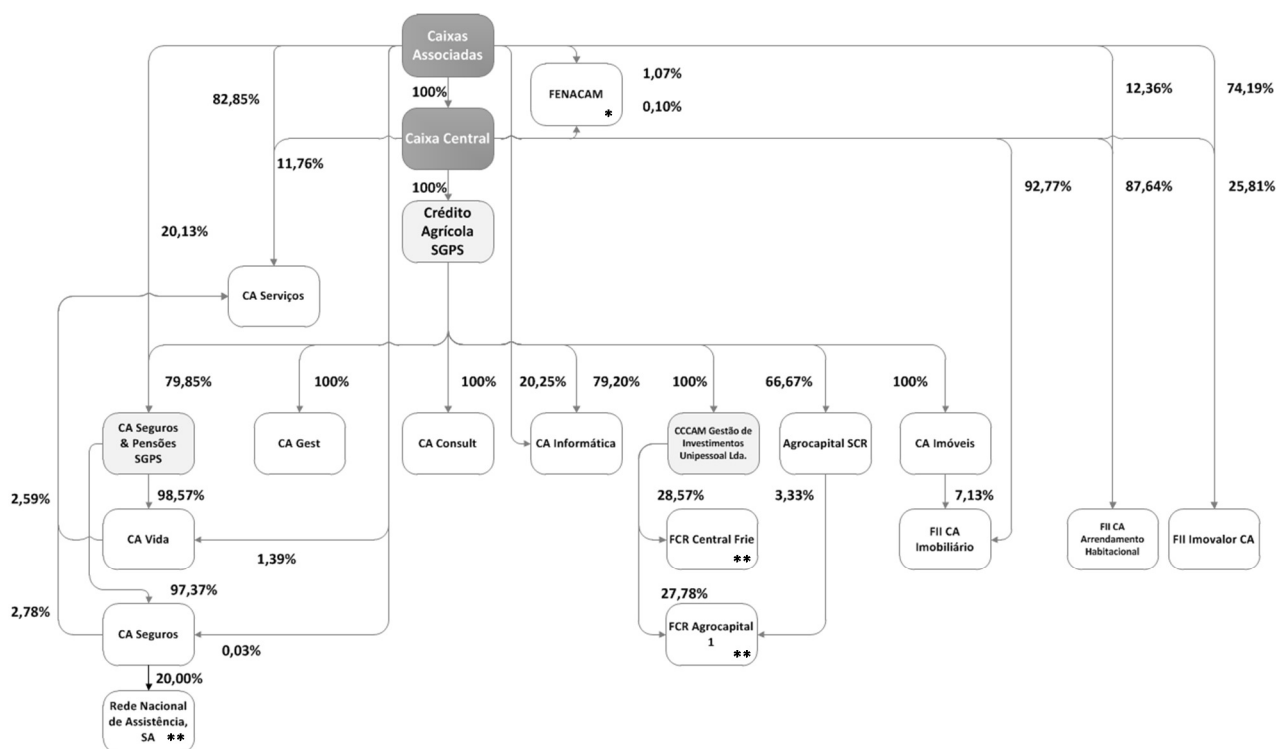 Caixas
Associadas
1,07%
FENACAM
*
82,85%
100%
12,36%
74,19%
0,10%
Caixa Central
11,76%
100%
92,77%
87,64%
25,81%
Crédito
Agrícola
SGPS
20,13%
CA Serviços
79,85%
100%
100%
20,25%
79,20%
100%
66,67%
100%
CA Seguros
& Pensões
SGPS
CA Gest
CA Consult
CA Informática
CCCAM Gestão de
Investimentos
Unipessoal Lda.
Agrocapital SCR
CA Imóveis
2,59%
98,57%
28,57%
3,33%
7,13%
CA Vida
1,39%
FCR Central Frie
**
FII CA
Imobiliário
FII CA
Arrendamento
Habitacional
FII Imovalor CA
97,37%
27,78%
2,78%
CA Seguros
0,03%
FCR Agrocapital
1
**
20,00%
Rede Nacional
de Assistência,
SA **